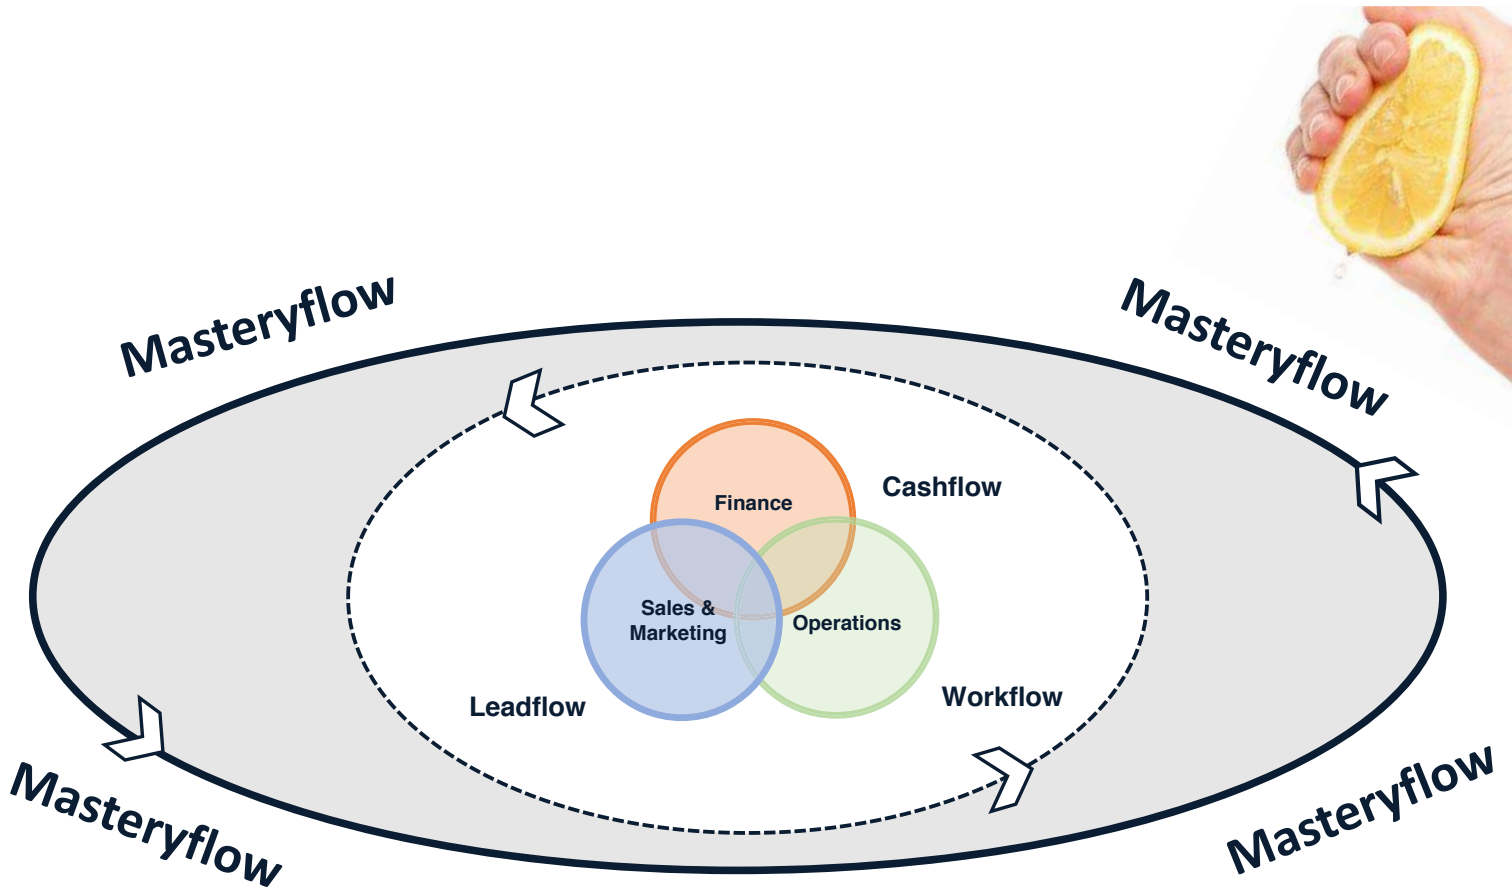 Masteryflow
Masteryflow
Finance
Cashflow
Sales &
Marketing
Operations
Leadflow
Workflow
Masteryflow
Masteryflow